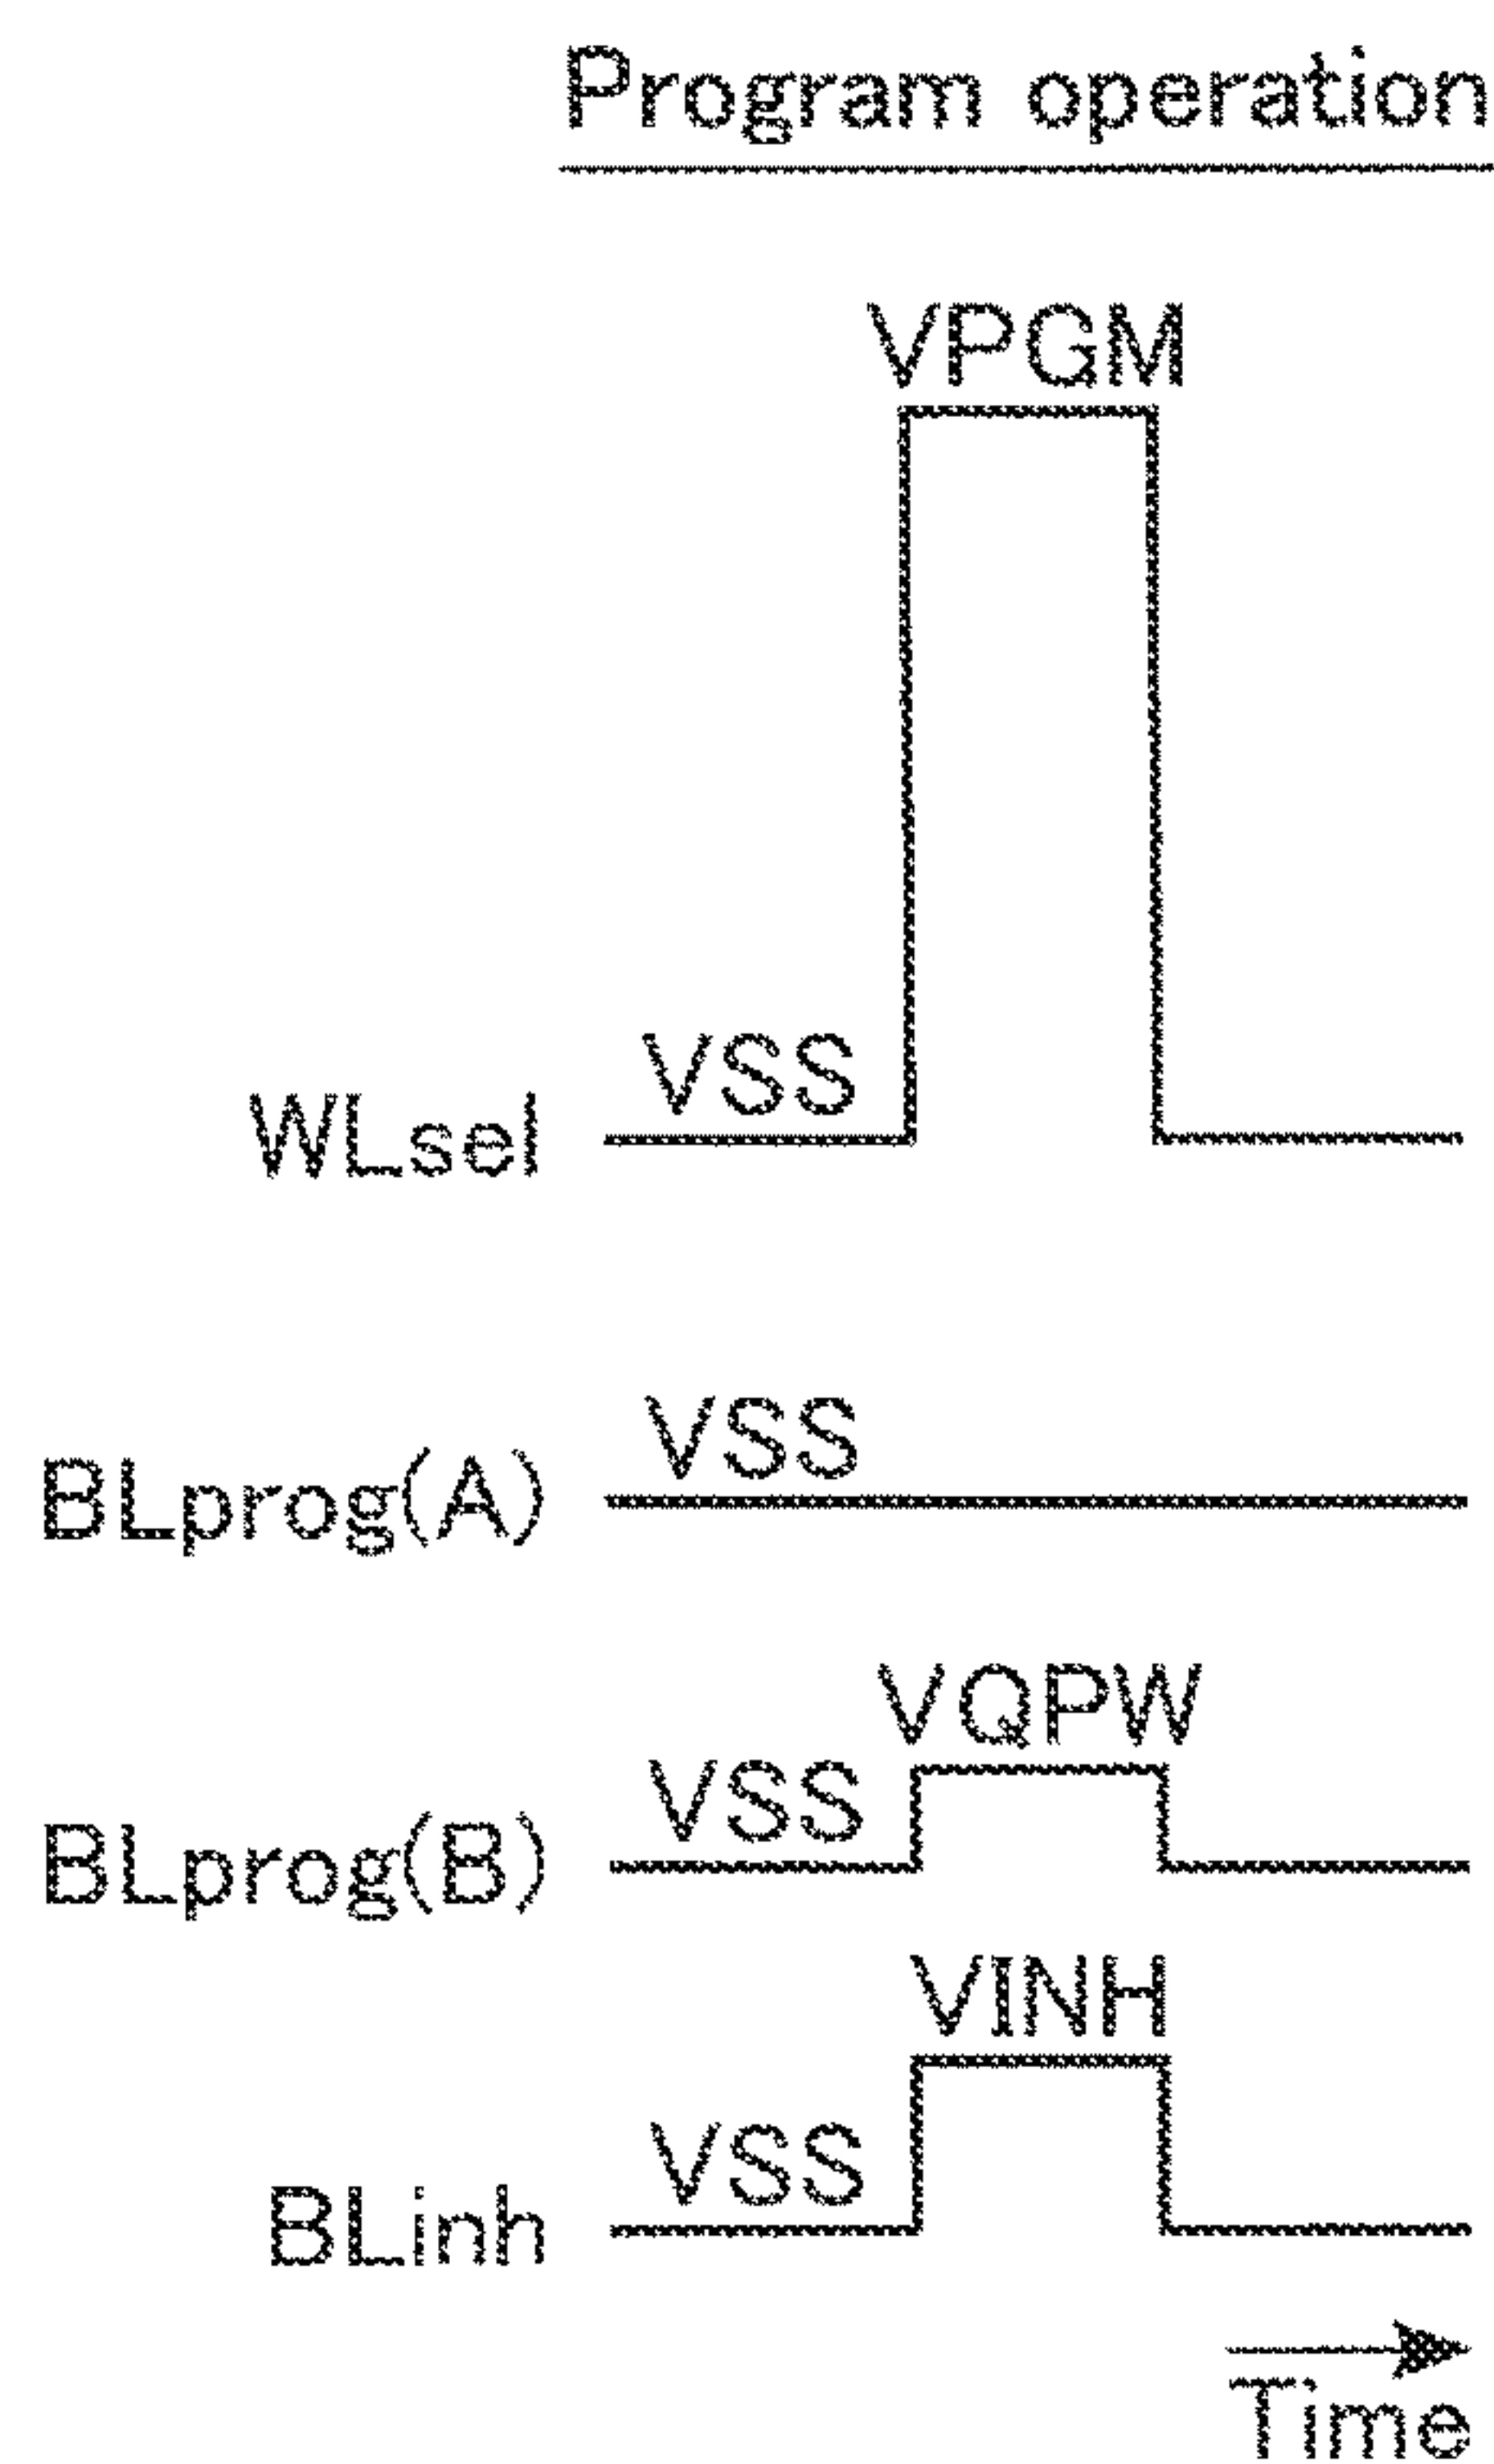 Program operation
VPGM
VSS
WLsel
VSS
BLprog(A)
VQPW
VSS
BLprog(B)
VINH
VSS
BLinh
Time